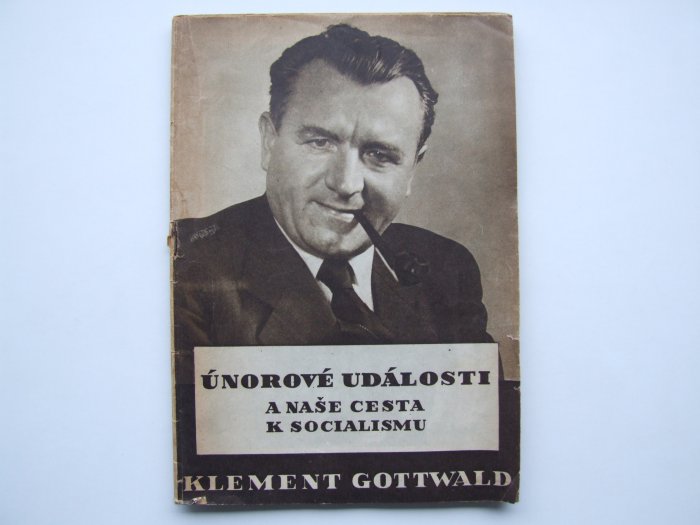 ÚNOROVÉ UDÁLOSTI
A NAŠE CESTA
K SOCIALISMU
KLEMENT GOTTWALD